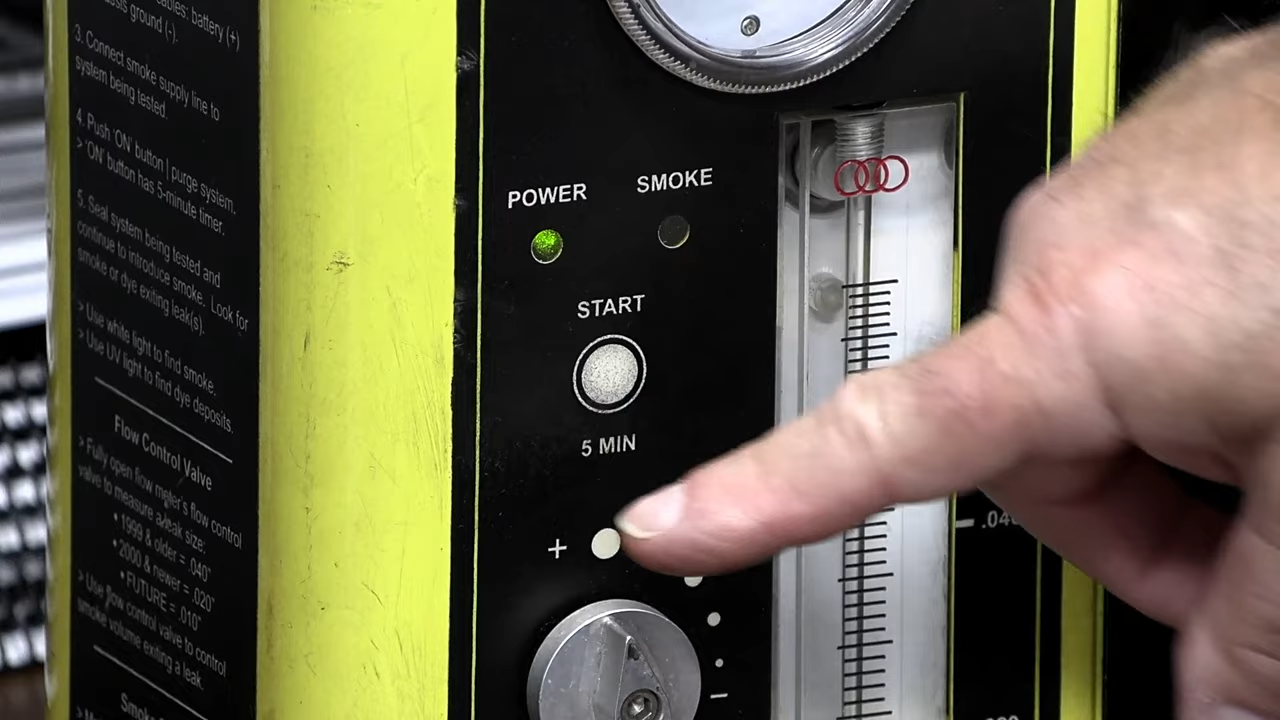 cables: battery (+)
ground (-).
3. Connect smoke supply line to
system being tested.
4. Push 'ON' button | purge system.
> 'ON' button has 5-minute timer.
5. Seal system being tested and
continue to introduce smoke. Look for
smoke or dye exiting leak(s).
> Use white light to find smoke.
> Use UV light to find dye deposits.
Flow Control Valve
> Fully open flow meter's flow control
valve to measure a leak size:
• 1999 & older = .040"
• 2000 & newer = .020"
• FUTURE = .010"
> Use flow control valve to control
smoke volume exiting a leak.
POWER
SMOKE
START
5 MIN
+
–